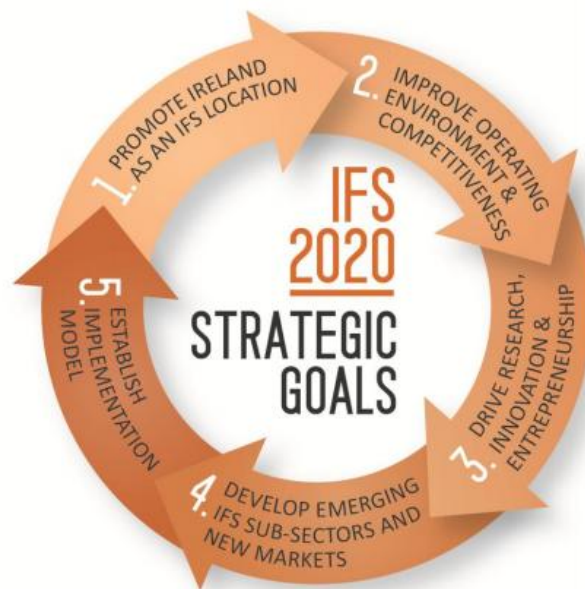 IFS
2020
STRATEGIC
GOALS
1. PROMOTE IRELAND
AS AN IFS LOCATION
2. IMPROVE OPERATING
ENVIRONMENT &
COMPETITIVENESS
3. DRIVE RESEARCH,
INNOVATION &
ENTREPRENEURSHIP
4. DEVELOP EMERGING
IFS SUB-SECTORS AND
NEW MARKETS
5. ESTABLISH
IMPLEMENTATION
MODEL